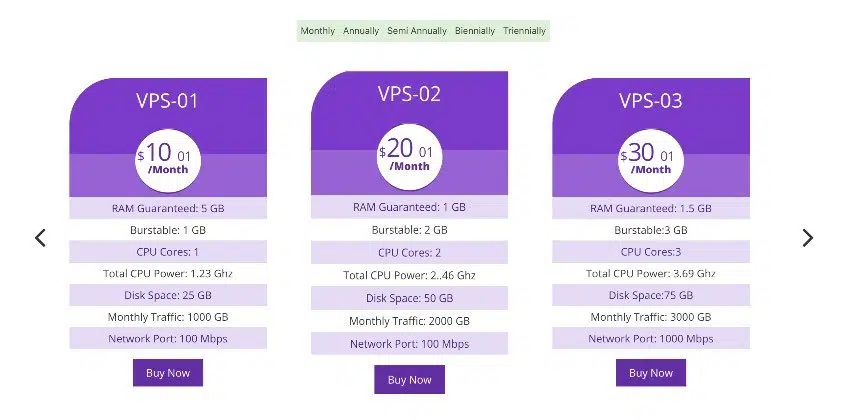 Monthly Annually Semi Annually Biennially Triennially
VPS-01
$10 01
/Month
RAM Guaranteed: 5 GB
Burstable: 1 GB
CPU Cores: 1
Total CPU Power: 1.23 Ghz
Disk Space: 25 GB
Monthly Traffic: 1000 GB
Network Port: 100 Mbps
Buy Now
VPS-02
$20 01
/Month
RAM Guaranteed: 1 GB
Burstable: 2 GB
CPU Cores: 2
Total CPU Power: 2..46 Ghz
Disk Space: 50 GB
Monthly Traffic: 2000 GB
Network Port: 100 Mbps
Buy Now
VPS-03
$30 01
/Month
RAM Guaranteed: 1.5 GB
Burstable:3 GB
CPU Cores:3
Total CPU Power: 3.69 Ghz
Disk Space:75 GB
Monthly Traffic: 3000 GB
Network Port: 1000 Mbps
Buy Now